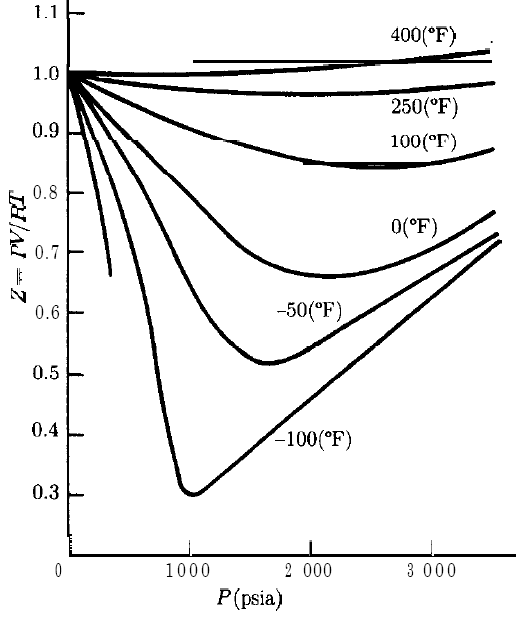 1.1
400(°F)
1.0
250(°F)
0.9
100(°F)
0.8
0(°F)
0.7
Z = PV/RT
-50(°F)
0.6
0.5
-100(°F)
0.4
0.3
0 1000 2 000 3 000
P(psia)